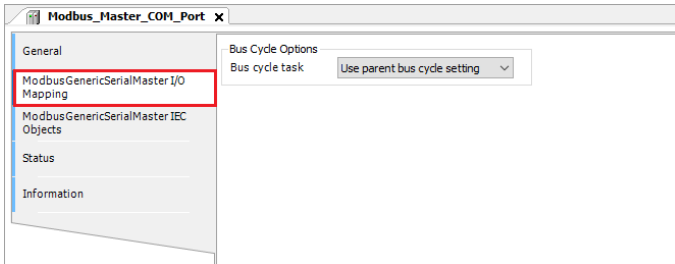 Modbus_Master_COM_Port
General
ModbusGenericSerialMaster I/O
Mapping
ModbusGenericSerialMaster IEC
Objects
Status
Information
Bus Cycle Options
Bus cycle task
Use parent bus cycle setting